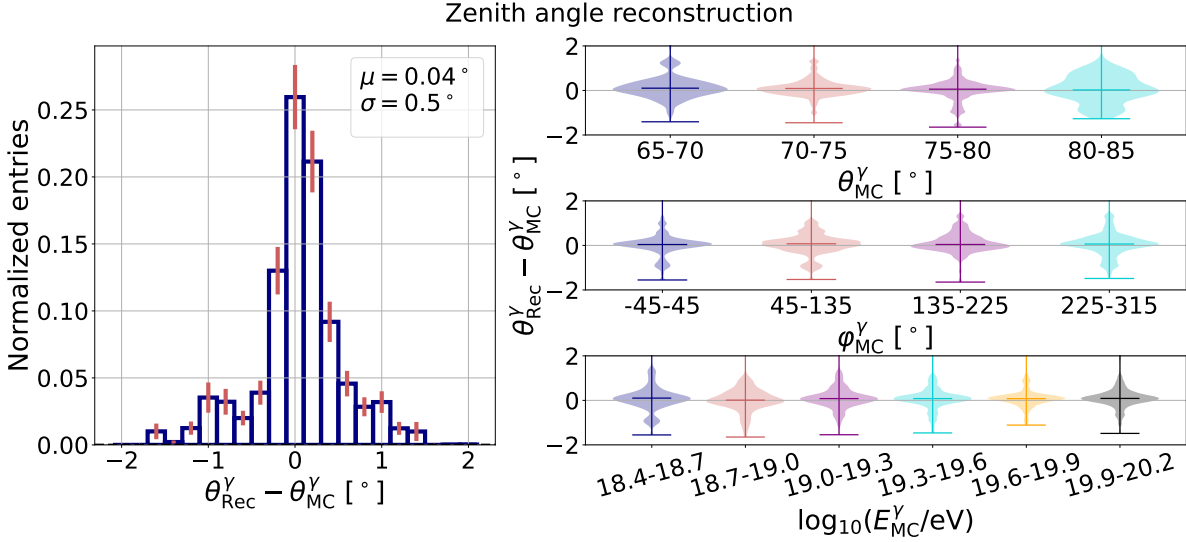 Zenith angle reconstruction
Normalized entries
0.25
0.20
0.15
0.10
0.05
0.00
μ = 0.04°
σ = 0.5°
−2 −1 0 1 2
θ^γ_Rec − θ^γ_MC [°]
θ^γ_Rec − θ^γ_MC [°]
2
0
−2
65-70 70-75 75-80 80-85
θ^γ_MC [°]
2
0
−2
-45-45 45-135 135-225 225-315
φ^γ_MC [°]
2
0
−2
18.4-18.7 18.7-19.0 19.0-19.3 19.3-19.6 19.6-19.9 19.9-20.2
log₁₀(E^γ_MC/eV)